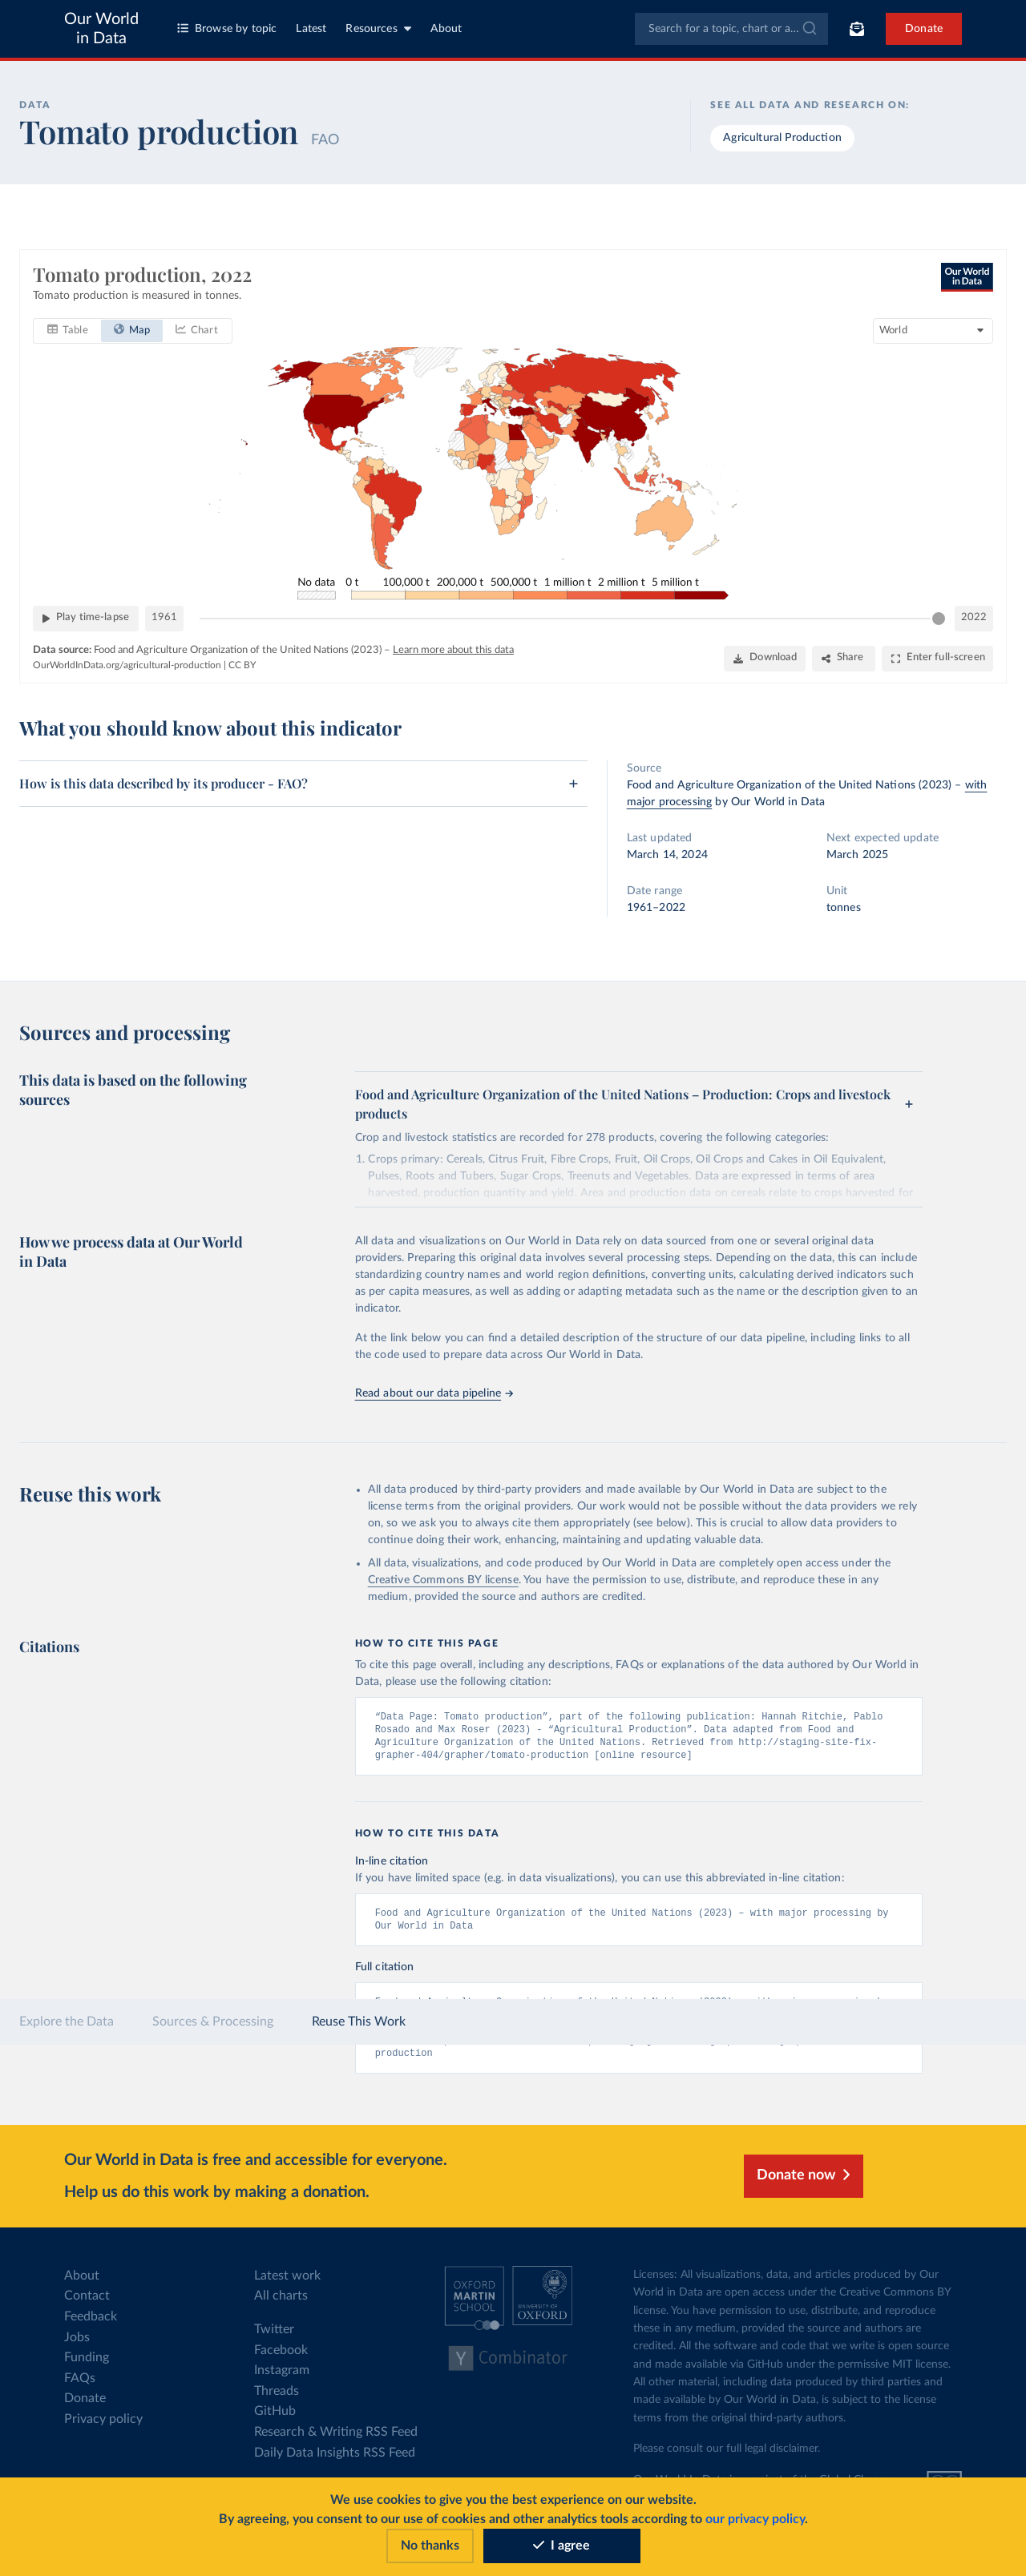 Our World
in Data
Browse by topic
Latest
Resources
About
Search for a topic, chart or a...
Donate
DATA
Tomato production FAO
SEE ALL DATA AND RESEARCH ON:
Agricultural Production
Tomato production, 2022
Tomato production is measured in tonnes.
Our World
in Data
Table
Map
Chart
World
No data
0 t
100,000 t
200,000 t
500,000 t
1 million t
2 million t
5 million t
Play time-lapse
1961
2022
Data source: Food and Agriculture Organization of the United Nations (2023) – Learn more about this data
OurWorldInData.org/agricultural-production | CC BY
Download
Share
Enter full-screen
What you should know about this indicator
How is this data described by its producer - FAO?
Source
Food and Agriculture Organization of the United Nations (2023) – with
major processing by Our World in Data
Last updated
March 14, 2024
Next expected update
March 2025
Date range
1961–2022
Unit
tonnes
Sources and processing
This data is based on the following
sources
Food and Agriculture Organization of the United Nations – Production: Crops and livestock
products
Crop and livestock statistics are recorded for 278 products, covering the following categories:
1. Crops primary: Cereals, Citrus Fruit, Fibre Crops, Fruit, Oil Crops, Oil Crops and Cakes in Oil Equivalent,
Pulses, Roots and Tubers, Sugar Crops, Treenuts and Vegetables. Data are expressed in terms of area
harvested, production quantity and yield. Area and production data on cereals relate to crops harvested for
How we process data at Our World
in Data
All data and visualizations on Our World in Data rely on data sourced from one or several original data
providers. Preparing this original data involves several processing steps. Depending on the data, this can include
standardizing country names and world region definitions, converting units, calculating derived indicators such
as per capita measures, as well as adding or adapting metadata such as the name or the description given to an
indicator.
At the link below you can find a detailed description of the structure of our data pipeline, including links to all
the code used to prepare data across Our World in Data.
Read about our data pipeline
Reuse this work
All data produced by third-party providers and made available by Our World in Data are subject to the
license terms from the original providers. Our work would not be possible without the data providers we rely
on, so we ask you to always cite them appropriately (see below). This is crucial to allow data providers to
continue doing their work, enhancing, maintaining and updating valuable data.
All data, visualizations, and code produced by Our World in Data are completely open access under the
Creative Commons BY license. You have the permission to use, distribute, and reproduce these in any
medium, provided the source and authors are credited.
Citations
HOW TO CITE THIS PAGE
To cite this page overall, including any descriptions, FAQs or explanations of the data authored by Our World in
Data, please use the following citation:
“Data Page: Tomato production”, part of the following publication: Hannah Ritchie, Pablo
Rosado and Max Roser (2023) - “Agricultural Production”. Data adapted from Food and
Agriculture Organization of the United Nations. Retrieved from http://staging-site-fix-
grapher-404/grapher/tomato-production [online resource]
HOW TO CITE THIS DATA
In-line citation
If you have limited space (e.g. in data visualizations), you can use this abbreviated in-line citation:
Food and Agriculture Organization of the United Nations (2023) – with major processing by
Our World in Data
Full citation
Explore the Data
Sources & Processing
Reuse This Work
production
Our World in Data is free and accessible for everyone.
Help us do this work by making a donation.
Donate now
About
Contact
Feedback
Jobs
Funding
FAQs
Donate
Privacy policy
Latest work
All charts
Twitter
Facebook
Instagram
Threads
GitHub
Research & Writing RSS Feed
Daily Data Insights RSS Feed
OXFORD
MARTIN
SCHOOL
UNIVERSITY OF
OXFORD
Y Combinator
Licenses: All visualizations, data, and articles produced by Our
World in Data are open access under the Creative Commons BY
license. You have permission to use, distribute, and reproduce
these in any medium, provided the source and authors are
credited. All the software and code that we write is open source
and made available via GitHub under the permissive MIT license.
All other material, including data produced by third parties and
made available by Our World in Data, is subject to the license
terms from the original third-party authors.
Please consult our full legal disclaimer.
We use cookies to give you the best experience on our website.
By agreeing, you consent to our use of cookies and other analytics tools according to our privacy policy.
No thanks
I agree